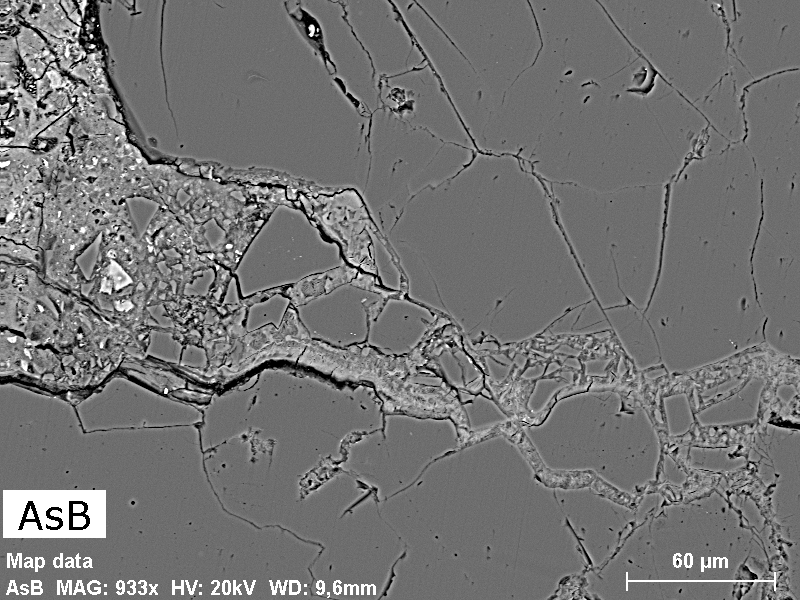 AsB
Map data
60 µm
AsB MAG: 933x HV: 20kV WD: 9,6mm